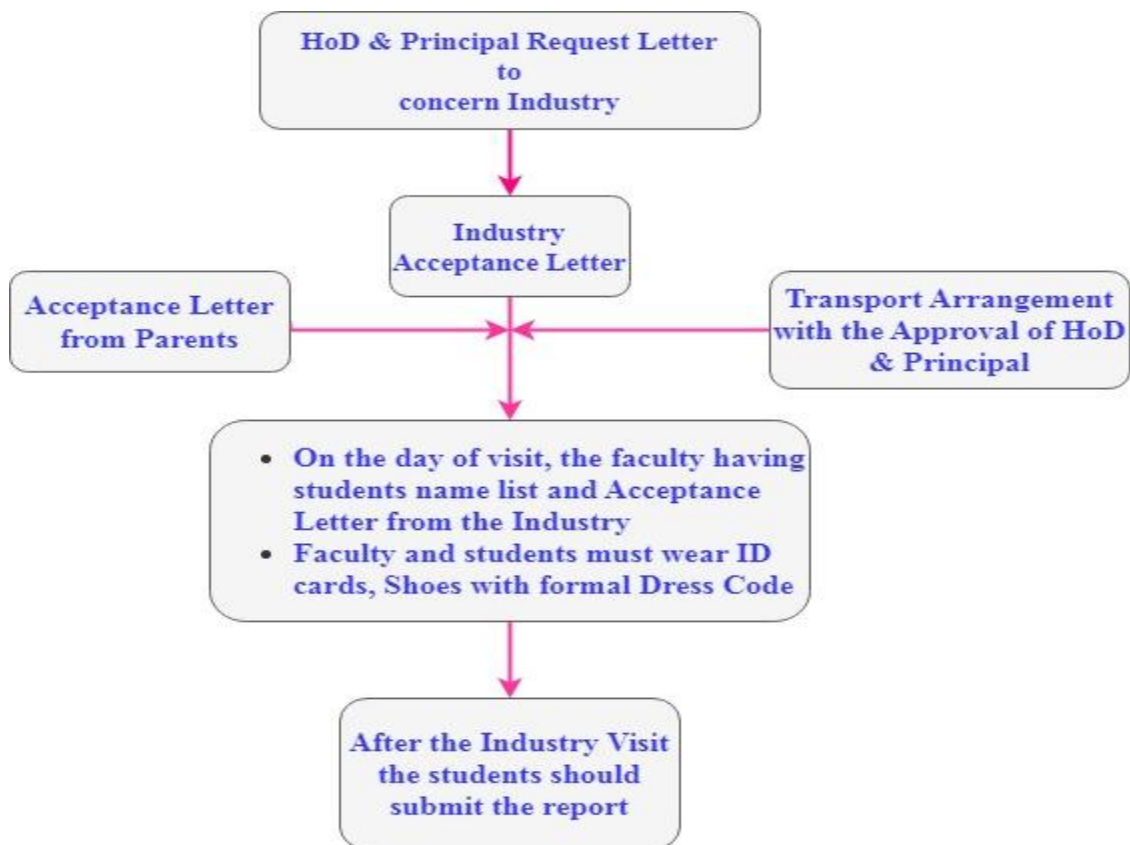 HoD & Principal Request Letter
to
concern Industry
Industry
Acceptance Letter
Acceptance Letter
from Parents
Transport Arrangement
with the Approval of HoD
& Principal
• On the day of visit, the faculty having
students name list and Acceptance
Letter from the Industry
• Faculty and students must wear ID
cards, Shoes with formal Dress Code
After the Industry Visit
the students should
submit the report